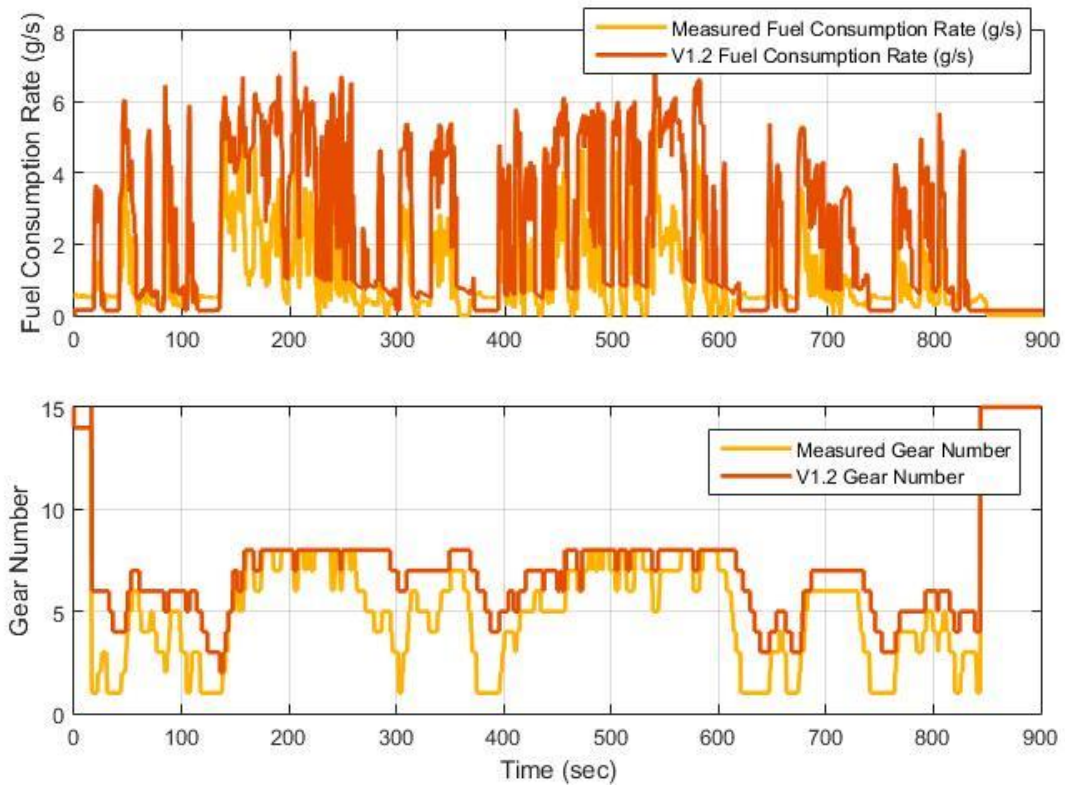 Measured Fuel Consumption Rate (g/s)
V1.2 Fuel Consumption Rate (g/s)
Fuel Consumption Rate (g/s)
8
6
4
2
0
0 100 200 300 400 500 600 700 800 900
Measured Gear Number
V1.2 Gear Number
Gear Number
15
10
5
0
0 100 200 300 400 500 600 700 800 900
Time (sec)